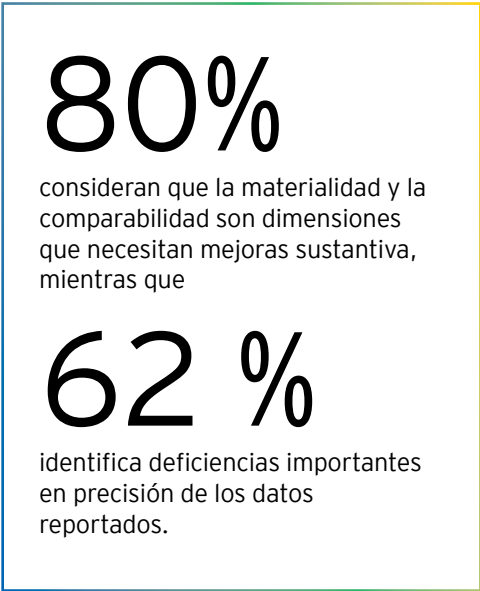 80%
consideran que la materialidad y la
comparabilidad son dimensiones
que necesitan mejoras sustantiva,
mientras que
62 %
identifica deficiencias importantes
en precisión de los datos
reportados.